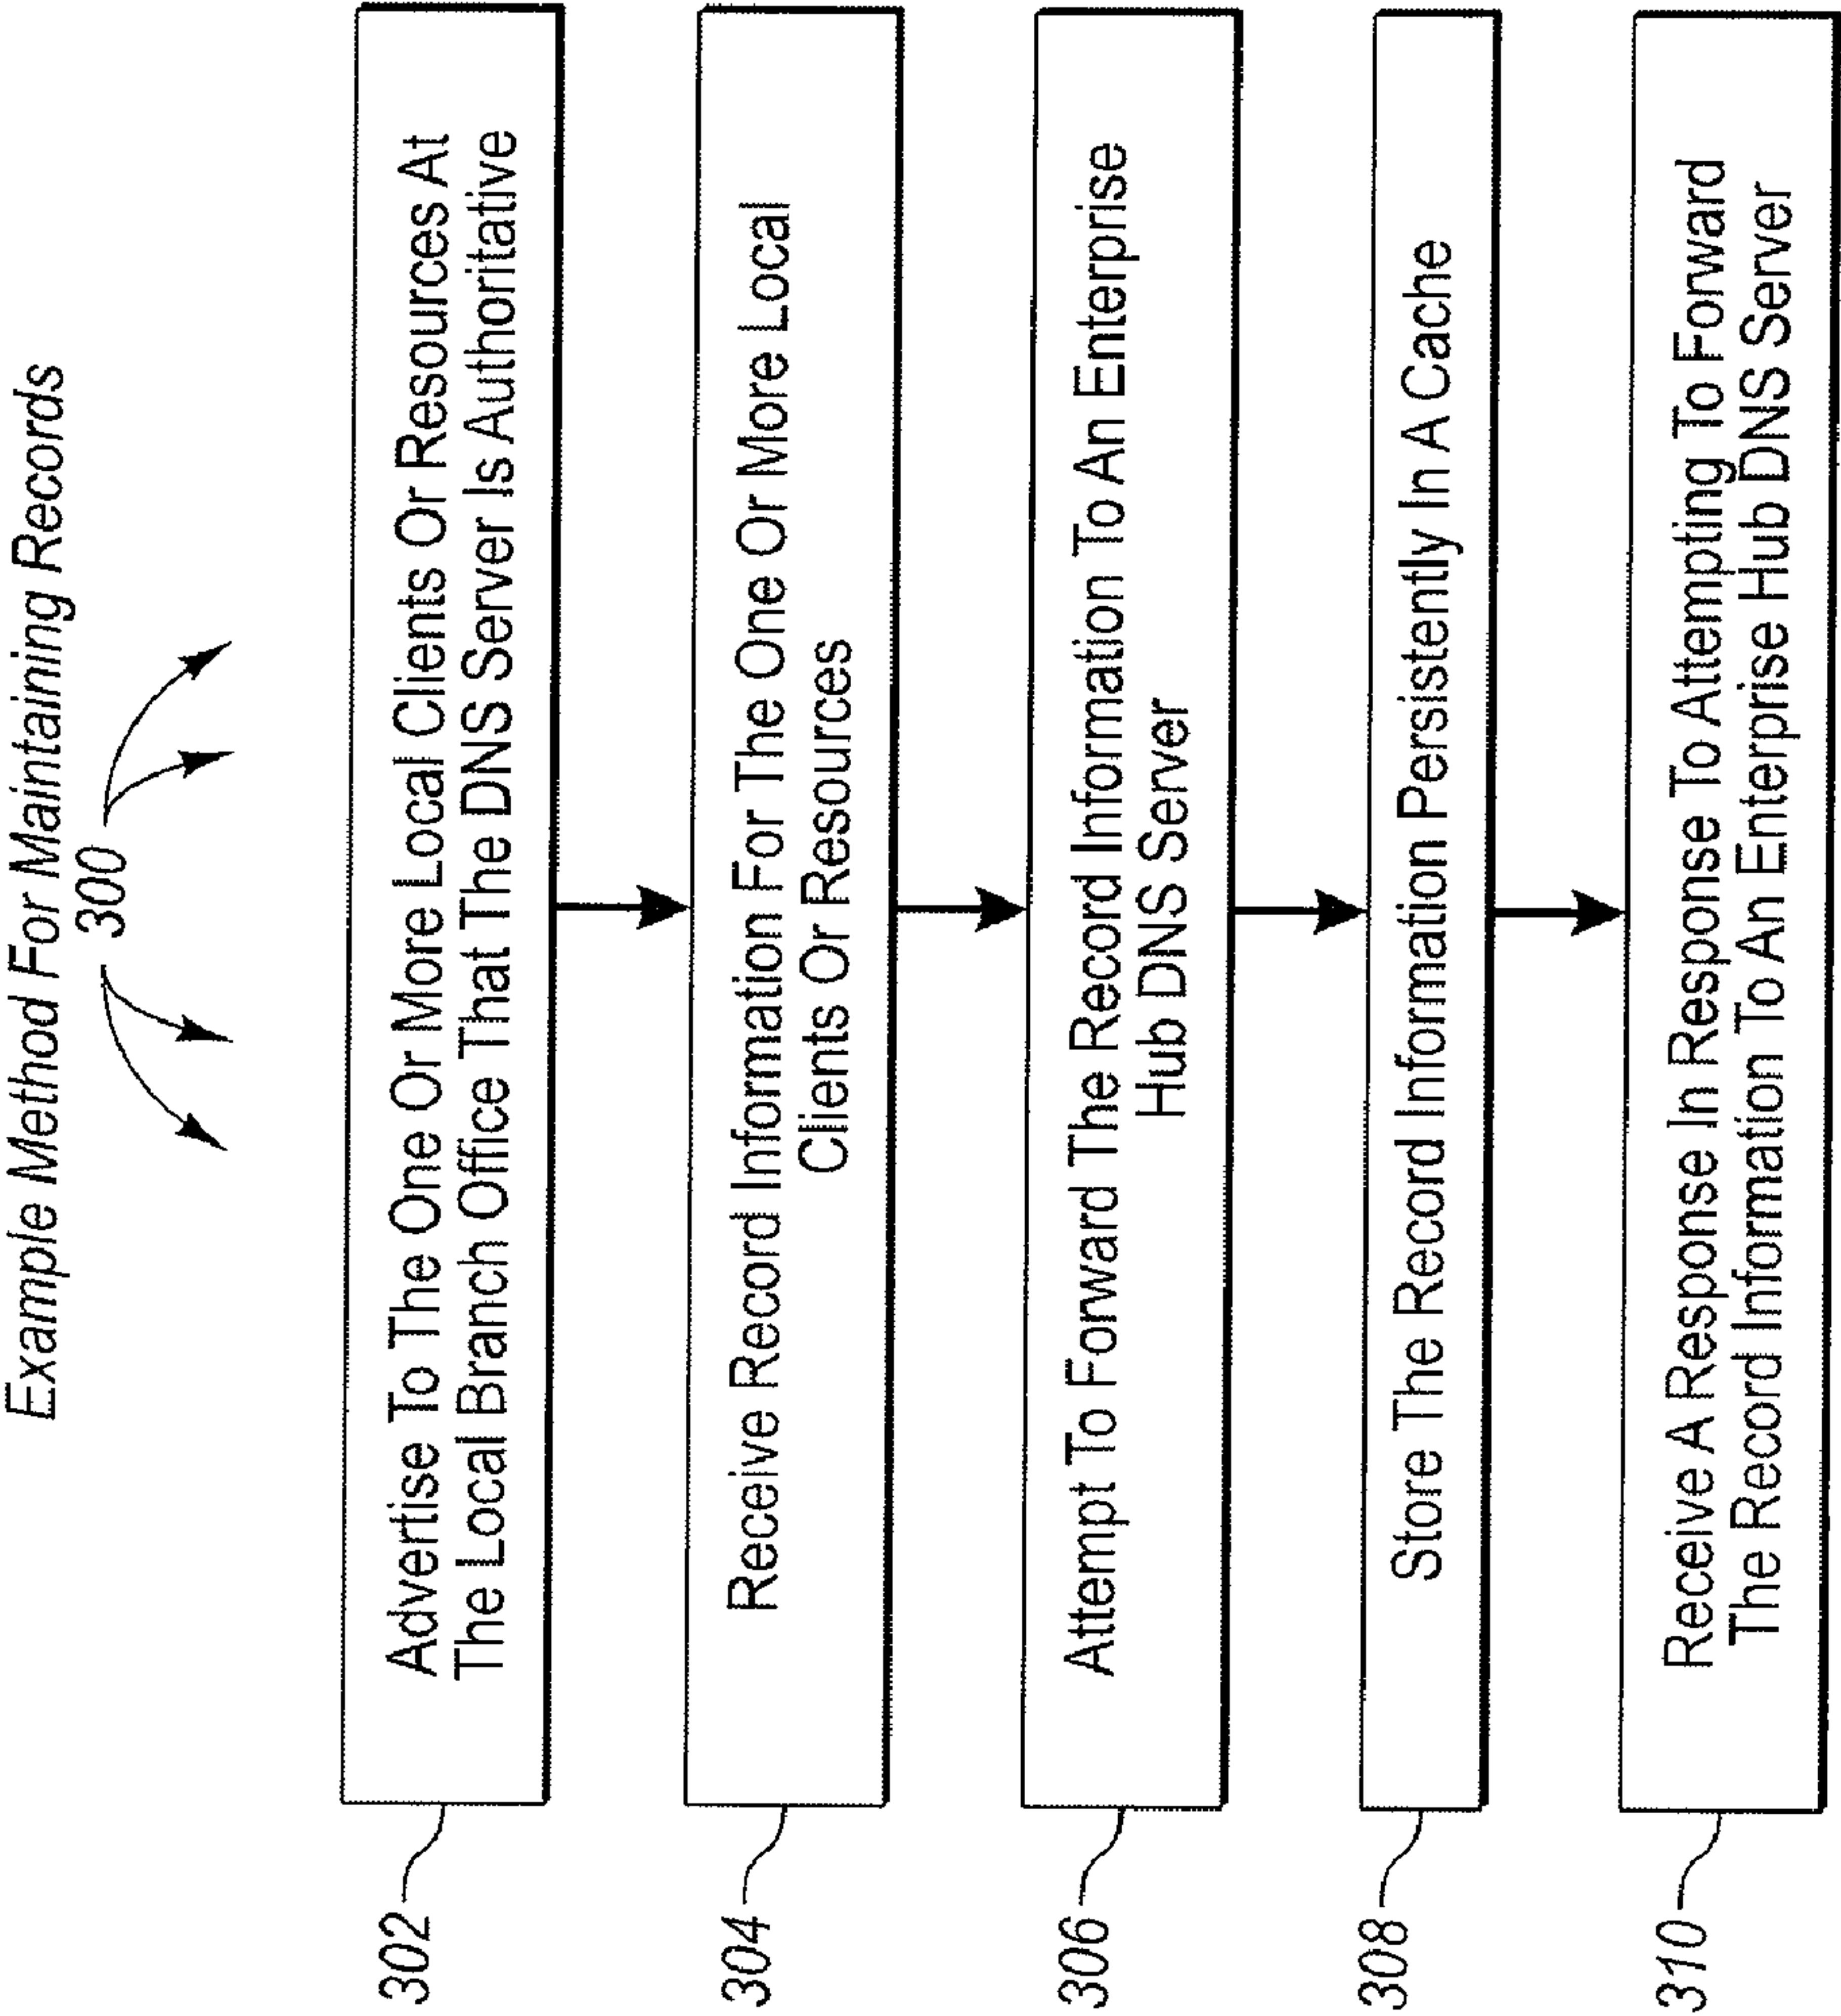 Example Method For Maintaining Records
300
302
Advertise To The One Or More Local Clients Or Resources At
The Local Branch Office That The DNS Server Is Authoritative
304
Receive Record Information For The One Or More Local
Clients Or Resources
306
Attempt To Forward The Record Information To An Enterprise
Hub DNS Server
308
Store The Record Information Persistently In A Cache
310
Receive A Response In Response To Attempting To Forward
The Record Information To An Enterprise Hub DNS Server